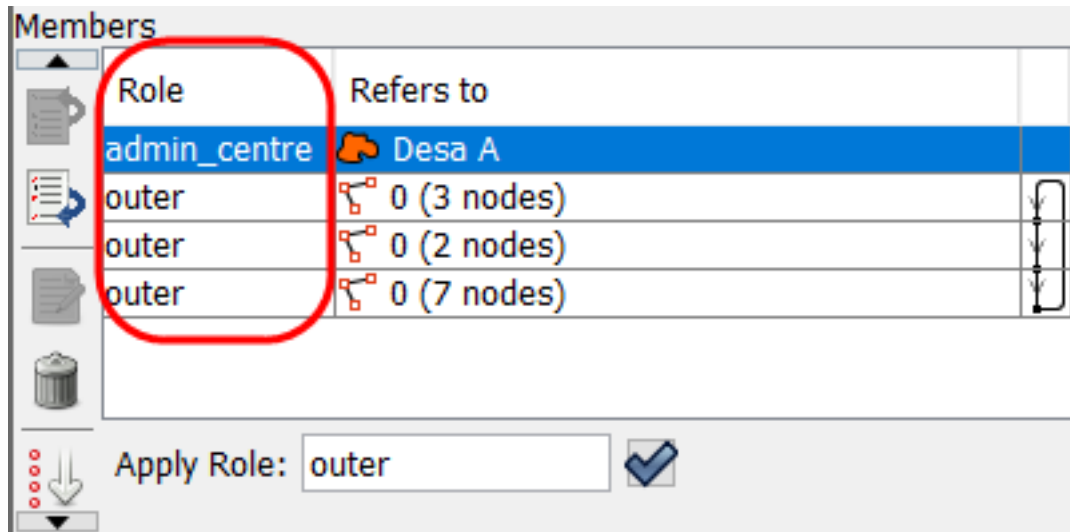 Members
Role Refers to
admin_centre Desa A
outer 0 (3 nodes)
outer 0 (2 nodes)
outer 0 (7 nodes)
Apply Role: outer